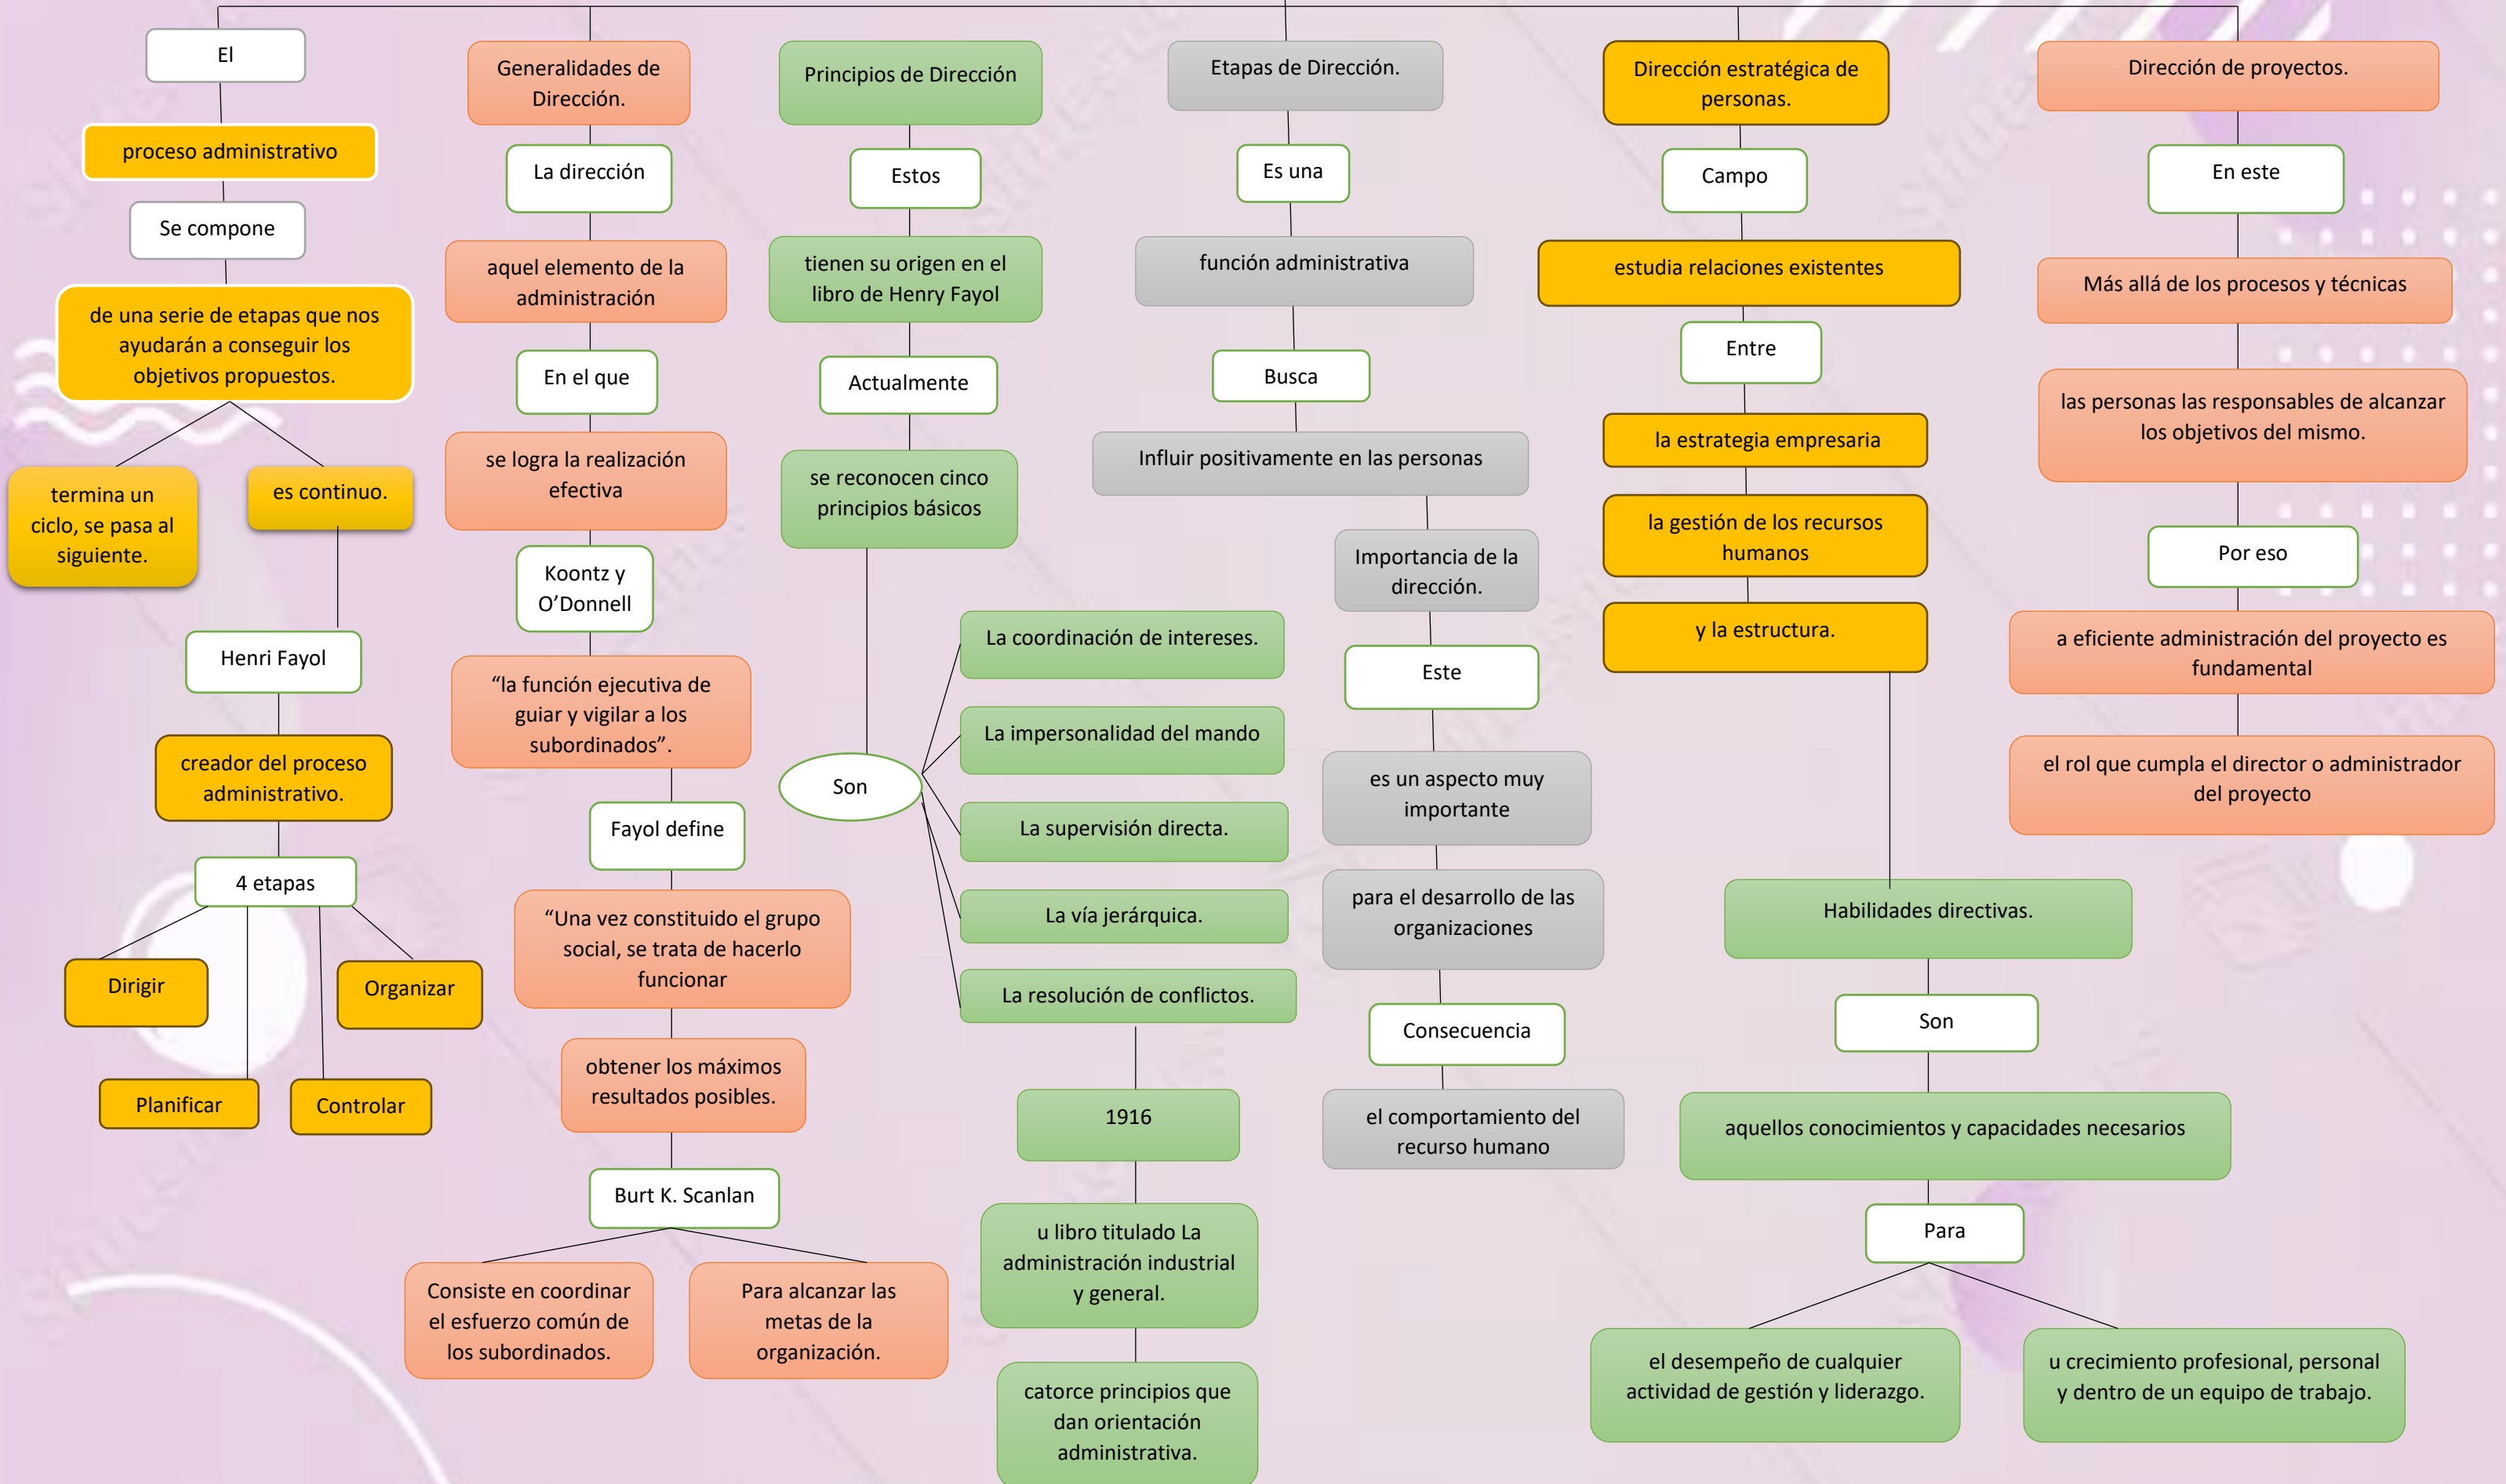 El
proceso administrativo
Se compone
de una serie de etapas que nos
ayudarán a conseguir los
objetivos propuestos.
termina un
ciclo, se pasa al
siguiente.
es continuo.
Henri Fayol
creador del proceso
administrativo.
4 etapas
Dirigir
Organizar
Planificar
Controlar
Generalidades de
Dirección.
La dirección
aquel elemento de la
administración
En el que
se logra la realización
efectiva
Koontz y
O’Donnell
“la función ejecutiva de
guiar y vigilar a los
subordinados”.
Fayol define
“Una vez constituido el grupo
social, se trata de hacerlo
funcionar
obtener los máximos
resultados posibles.
Burt K. Scanlan
Consiste en coordinar
el esfuerzo común de
los subordinados.
Para alcanzar las
metas de la
organización.
Principios de Dirección
Estos
tienen su origen en el
libro de Henry Fayol
Actualmente
se reconocen cinco
principios básicos
Son
La coordinación de intereses.
La impersonalidad del mando
La supervisión directa.
La vía jerárquica.
La resolución de conflictos.
1916
u libro titulado La
administración industrial
y general.
catorce principios que
dan orientación
administrativa.
Etapas de Dirección.
Es una
función administrativa
Busca
Influir positivamente en las personas
Importancia de la
dirección.
Este
es un aspecto muy
importante
para el desarrollo de las
organizaciones
Consecuencia
el comportamiento del
recurso humano
Dirección estratégica de
personas.
Campo
estudia relaciones existentes
Entre
la estrategia empresaria
la gestión de los recursos
humanos
y la estructura.
Habilidades directivas.
Son
aquellos conocimientos y capacidades necesarios
Para
el desempeño de cualquier
actividad de gestión y liderazgo.
u crecimiento profesional, personal
y dentro de un equipo de trabajo.
Dirección de proyectos.
En este
Más allá de los procesos y técnicas
las personas las responsables de alcanzar
los objetivos del mismo.
Por eso
a eficiente administración del proyecto es
fundamental
el rol que cumpla el director o administrador
del proyecto